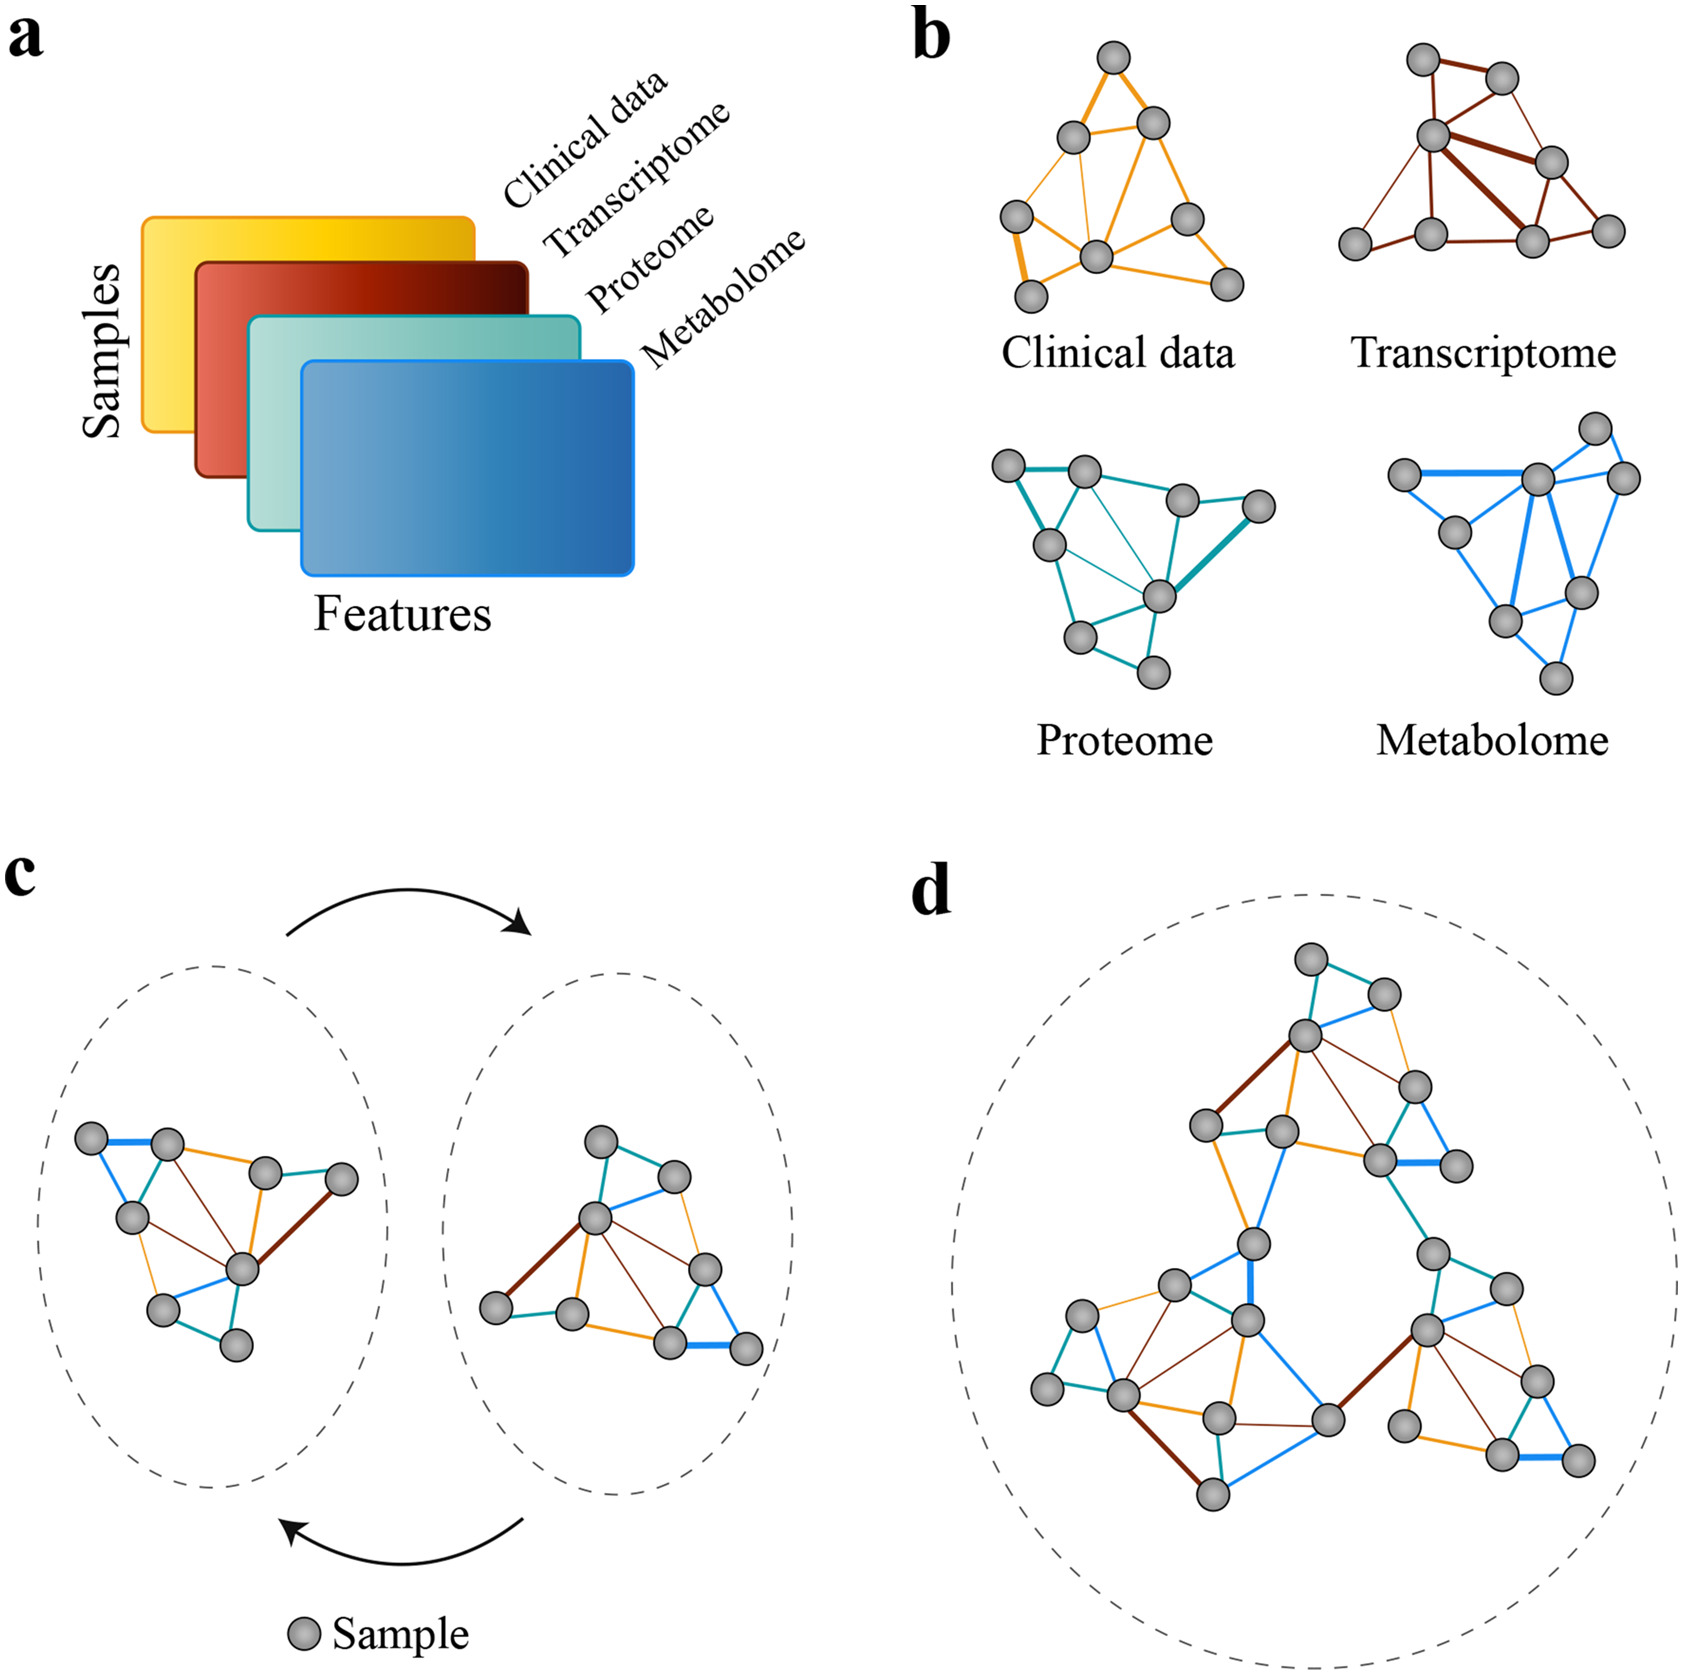 a
Clinical data
Transcriptome
Proteome
Metabolome
Samples
Features
b
Clinical data
Transcriptome
Proteome
Metabolome
c
Sample
d